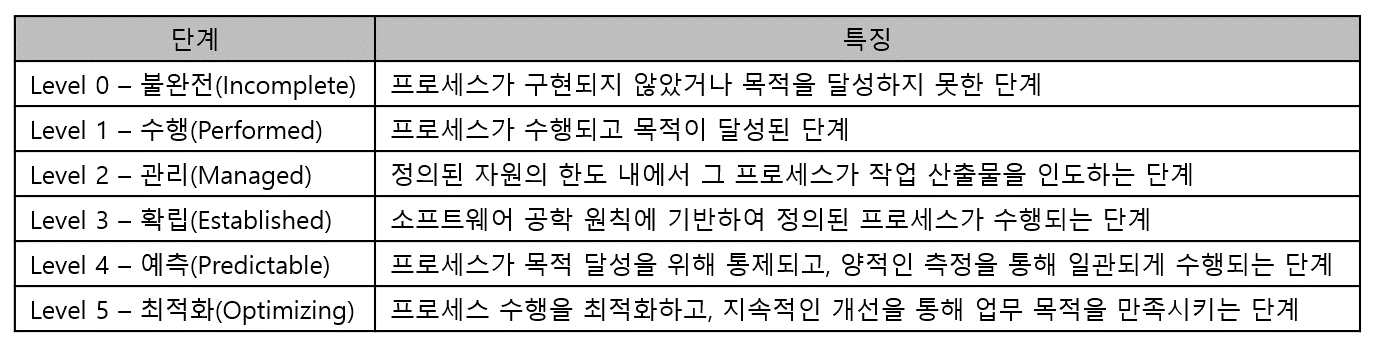 단계 특징
Level 0 – 불완전(Incomplete) 프로세스가 구현되지 않았거나 목적을 달성하지 못한 단계
Level 1 – 수행(Performed) 프로세스가 수행되고 목적이 달성된 단계
Level 2 – 관리(Managed) 정의된 자원의 한도 내에서 그 프로세스가 작업 산출물을 인도하는 단계
Level 3 – 확립(Established) 소프트웨어 공학 원칙에 기반하여 정의된 프로세스가 수행되는 단계
Level 4 – 예측(Predictable) 프로세스가 목적 달성을 위해 통제되고, 양적인 측정을 통해 일관되게 수행되는 단계
Level 5 – 최적화(Optimizing) 프로세스 수행을 최적화하고, 지속적인 개선을 통해 업무 목적을 만족시키는 단계